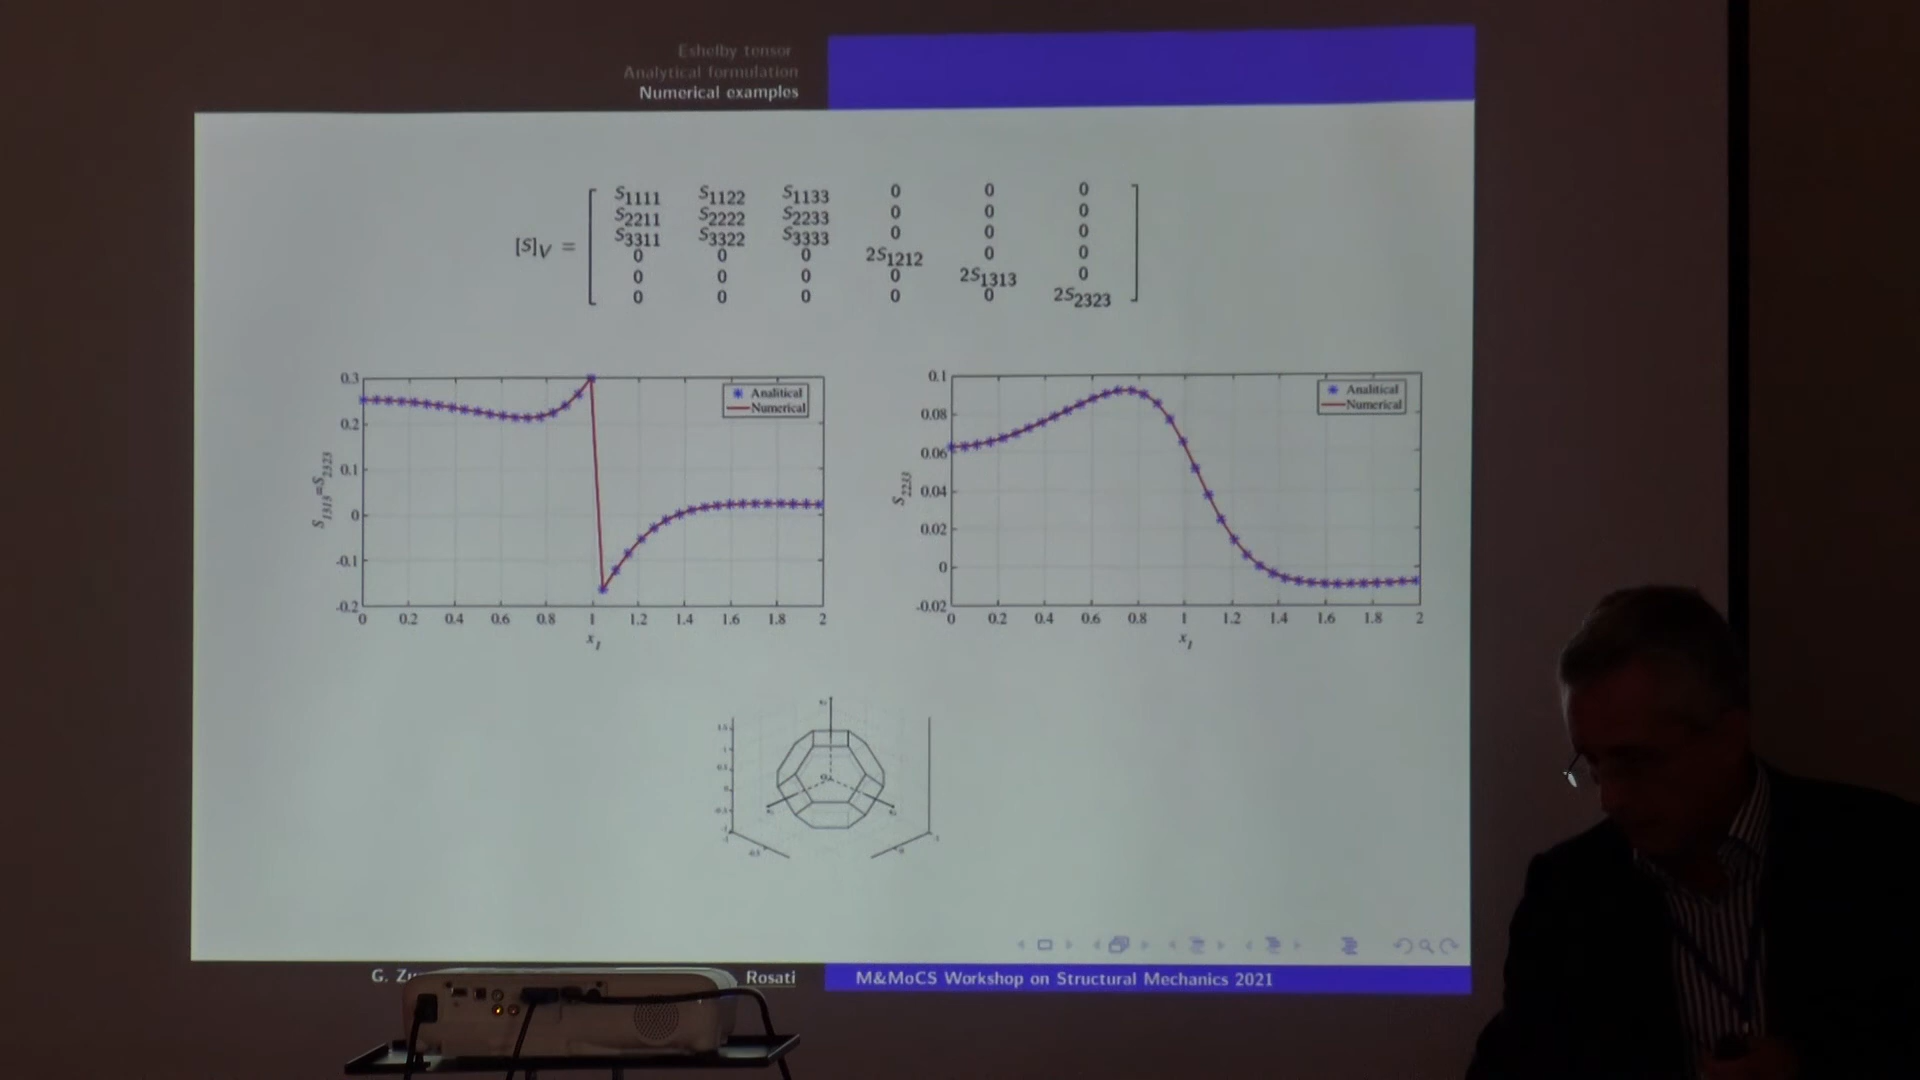 Eshelby tensor
Analytical formulation
Numerical examples
[S]V =
S1111 S1122 S1133 0 0 0
S2211 S2222 S2233 0 0 0
S3311 S3322 S3333 0 0 0
0 0 0 2S1212 0 0
0 0 0 0 2S1313 0
0 0 0 0 0 2S2323
0.3
0.2
0.1
0
-0.1
-0.2
S1313=S2323
Analitical
Numerical
0 0.2 0.4 0.6 0.8 1 1.2 1.4 1.6 1.8 2
x1
0.1
0.08
0.06
0.04
0.02
0
-0.02
S2233
Analitical
Numerical
0 0.2 0.4 0.6 0.8 1 1.2 1.4 1.6 1.8 2
x1
G. Zu
Rosati
M&MoCS Workshop on Structural Mechanics 2021